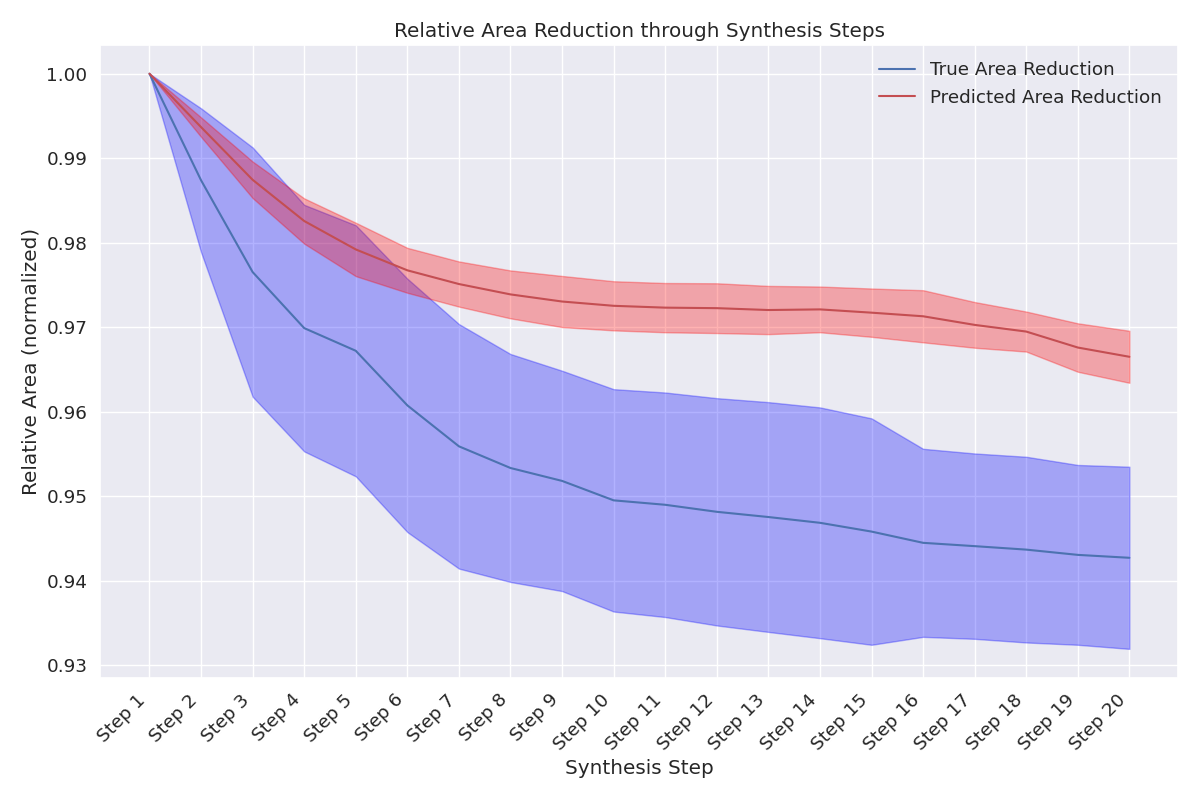 Relative Area Reduction through Synthesis Steps
True Area Reduction
Predicted Area Reduction
Relative Area (normalized)
1.00
0.99
0.98
0.97
0.96
0.95
0.94
0.93
Step 1
Step 2
Step 3
Step 4
Step 5
Step 6
Step 7
Step 8
Step 9
Step 10
Step 11
Step 12
Step 13
Step 14
Step 15
Step 16
Step 17
Step 18
Step 19
Step 20
Synthesis Step